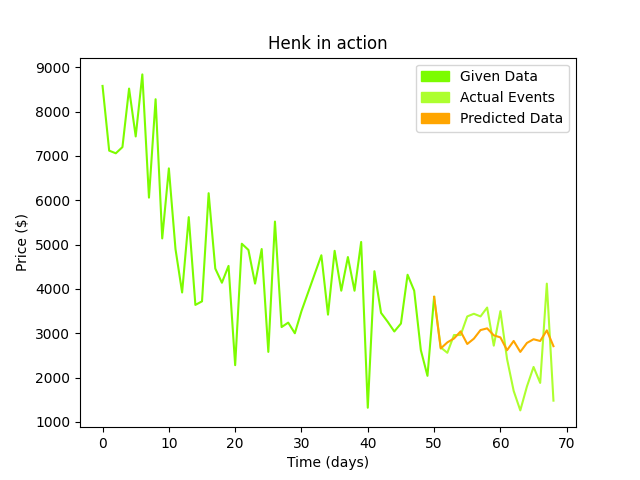 Henk in action
Given Data
Actual Events
Predicted Data
Price ($)
9000
8000
7000
6000
5000
4000
3000
2000
1000
0 10 20 30 40 50 60 70
Time (days)